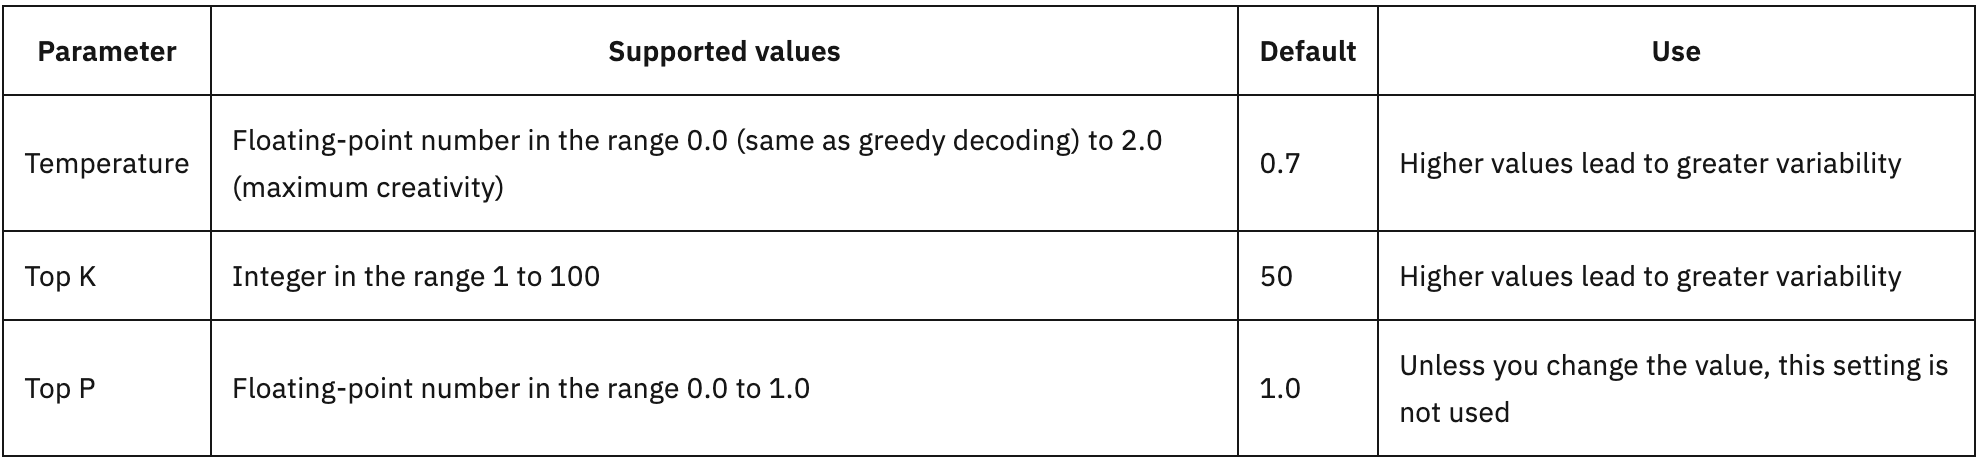 Parameter Supported values Default Use
Temperature Floating-point number in the range 0.0 (same as greedy decoding) to 2.0 (maximum creativity) 0.7 Higher values lead to greater variability
Top K Integer in the range 1 to 100 50 Higher values lead to greater variability
Top P Floating-point number in the range 0.0 to 1.0 1.0 Unless you change the value, this setting is not used